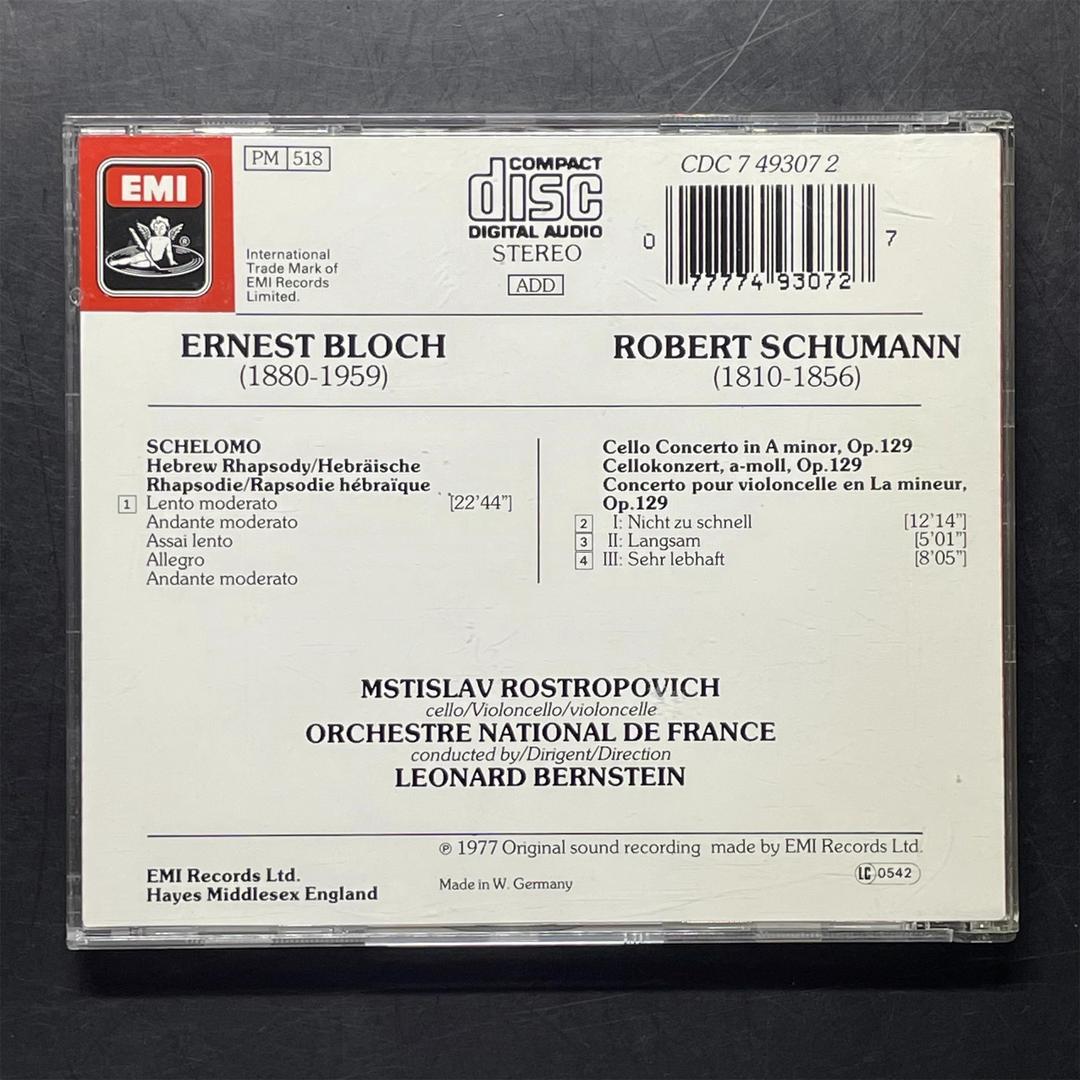 EMI
®
International
Trade Mark of
EMI Records
Limited.
PM 518
COMPACT
disc
DIGITAL AUDIO
STEREO
ADD
CDC 7 49307 2
0 77774 93072 7
ERNEST BLOCH
(1880-1959)
SCHELOMO
Hebrew Rhapsody/Hebräische
Rhapsodie/Rapsodie hébraïque
1 Lento moderato [22'44"]
Andante moderato
Assai lento
Allegro
Andante moderato
ROBERT SCHUMANN
(1810-1856)
Cello Concerto in A minor, Op.129
Cellokonzert, a-moll, Op.129
Concerto pour violoncelle en La mineur,
Op.129
2 I: Nicht zu schnell [12'14"]
3 II: Langsam [5'01"]
4 III: Sehr lebhaft [8'05"]
MSTISLAV ROSTROPOVICH
cello/Violoncello/violoncelle
ORCHESTRE NATIONAL DE FRANCE
conducted by/Dirigent/Direction
LEONARD BERNSTEIN
℗ 1977 Original sound recording made by EMI Records Ltd.
EMI Records Ltd.
Hayes Middlesex England
Made in W. Germany
LC 0542